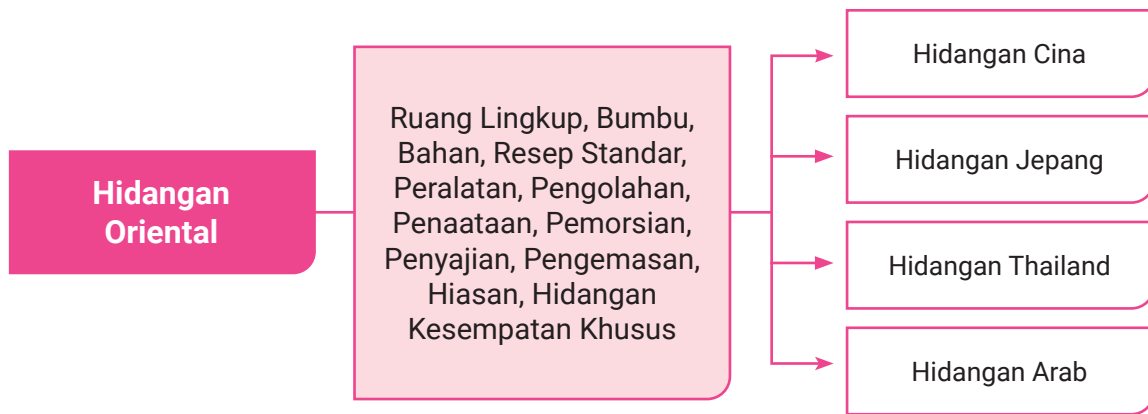 Hidangan
Oriental
Ruang Lingkup, Bumbu,
Bahan, Resep Standar,
Peralatan, Pengolahan,
Penaataan, Pemorsian,
Penyajian, Pengemasan,
Hiasan, Hidangan
Kesempatan Khusus
Hidangan Cina
Hidangan Jepang
Hidangan Thailand
Hidangan Arab